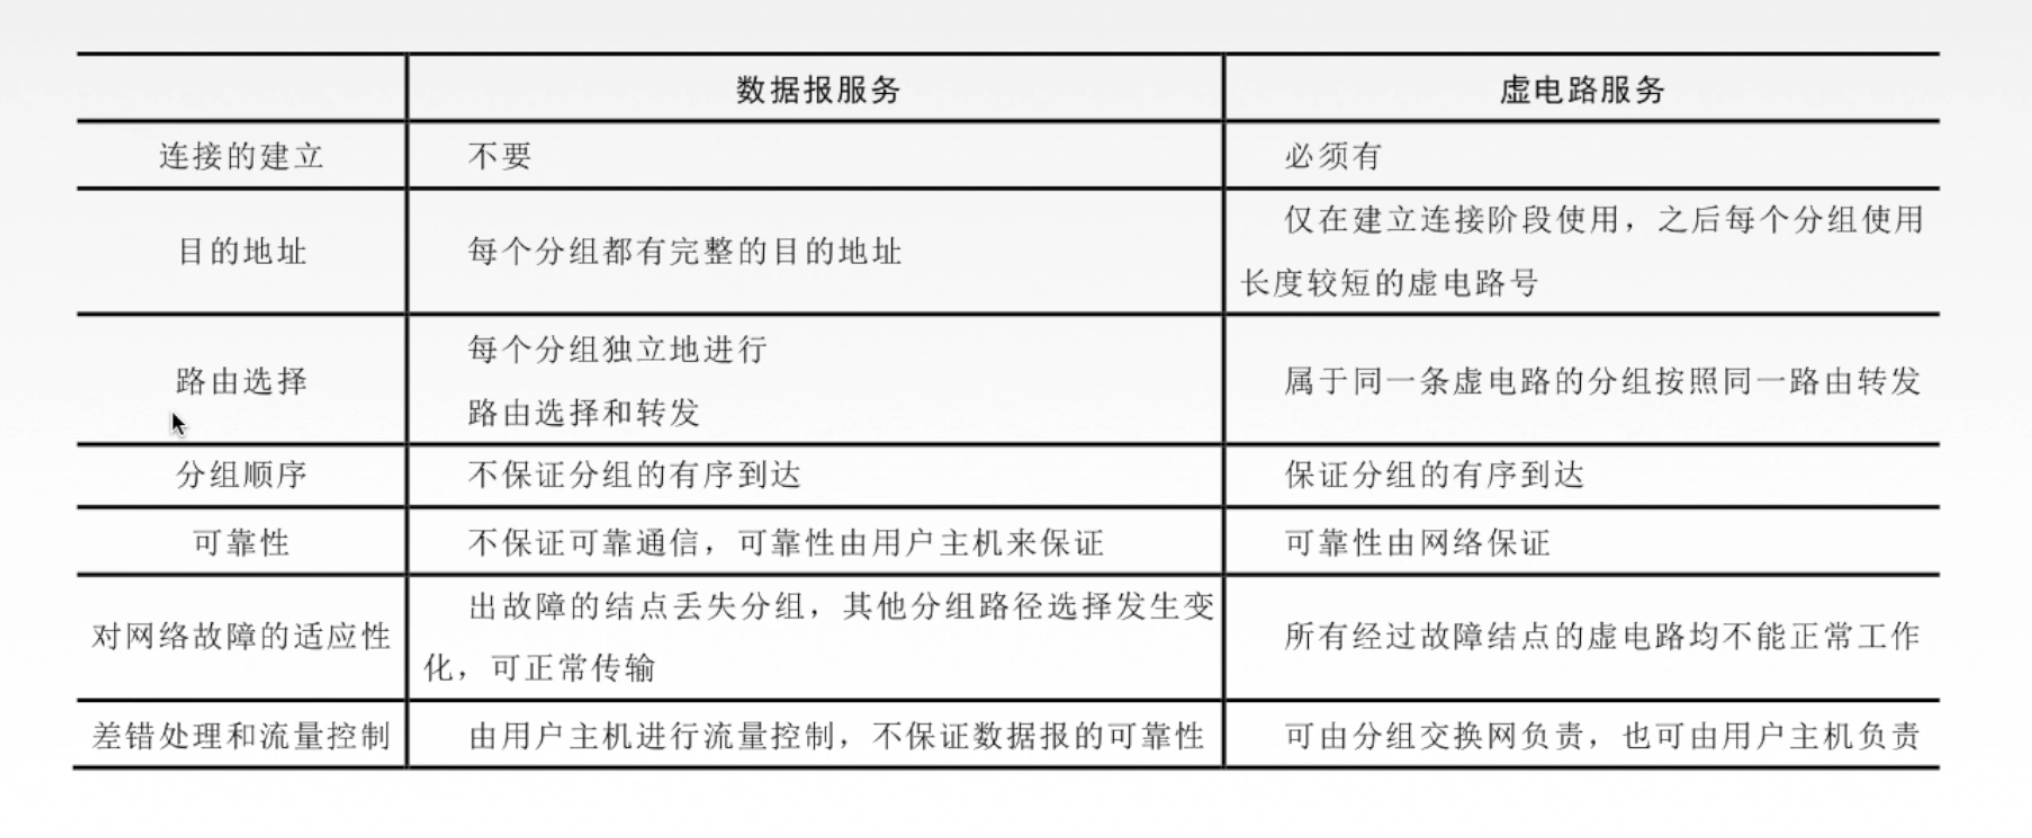 数据报服务
虚电路服务
连接的建立
不要
必须有
目的地址
每个分组都有完整的目的地址
仅在建立连接阶段使用，之后每个分组使用
长度较短的虚电路号
路由选择
每个分组独立地进行
路由选择和转发
属于同一条虚电路的分组按照同一路由转发
分组顺序
不保证分组的有序到达
保证分组的有序到达
可靠性
不保证可靠通信，可靠性由用户主机来保证
可靠性由网络保证
对网络故障的适应性
出故障的结点丢失分组，其他分组路径选择发生变
化，可正常传输
所有经过故障结点的虚电路均不能正常工作
差错处理和流量控制
由用户主机进行流量控制，不保证数据报的可靠性
可由分组交换网负责，也可由用户主机负责